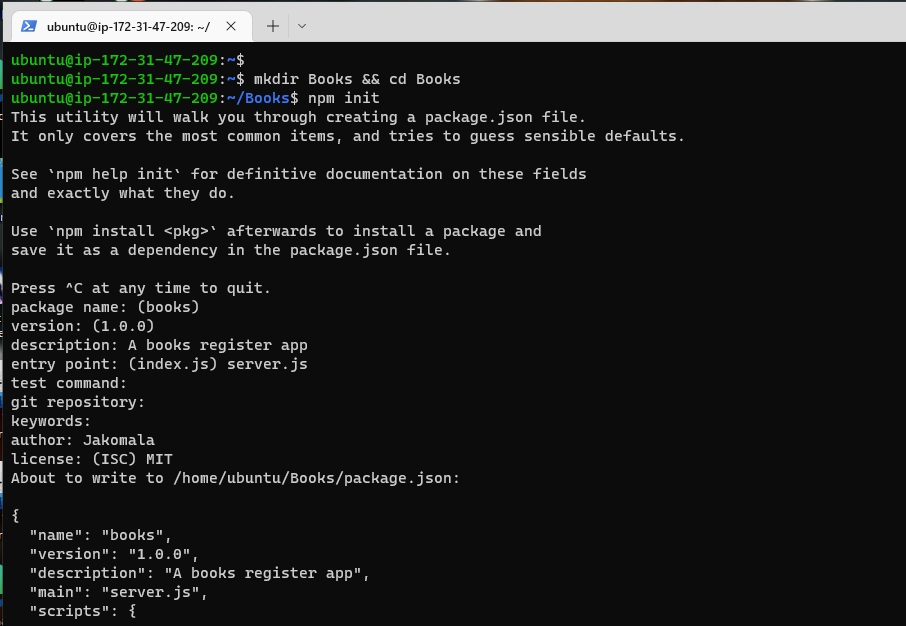 ubuntu@ip-172-31-47-209: ~/
ubuntu@ip-172-31-47-209:~$
ubuntu@ip-172-31-47-209:~$ mkdir Books && cd Books
ubuntu@ip-172-31-47-209:~/Books$ npm init
This utility will walk you through creating a package.json file.
It only covers the most common items, and tries to guess sensible defaults.
See `npm help init` for definitive documentation on these fields
and exactly what they do.
Use `npm install <pkg>` afterwards to install a package and
save it as a dependency in the package.json file.
Press ^C at any time to quit.
package name: (books)
version: (1.0.0)
description: A books register app
entry point: (index.js) server.js
test command:
git repository:
keywords:
author: Jakomala
license: (ISC) MIT
About to write to /home/ubuntu/Books/package.json:
{
  "name": "books",
  "version": "1.0.0",
  "description": "A books register app",
  "main": "server.js",
  "scripts": {